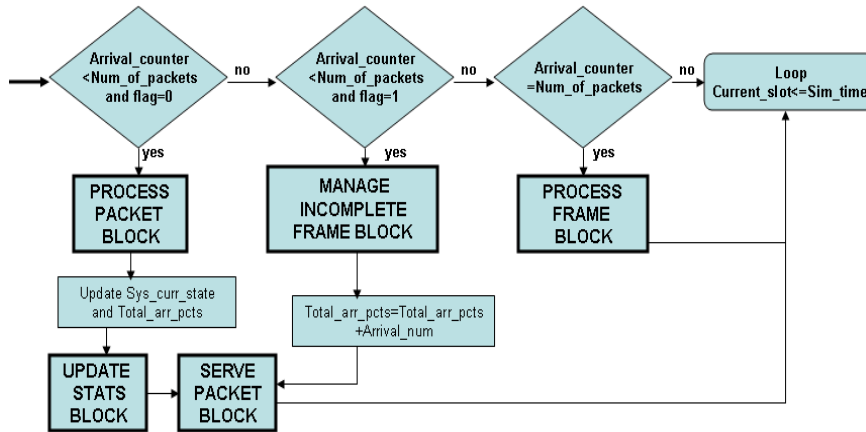 Arrival_counter
<Num_of_packets
and flag=0
no
Arrival_counter
<Num_of_packets
and flag=1
no
Arrival_counter
=Num_of_packets
no
Loop
Current_slot<=Sim_time
yes
yes
yes
PROCESS
PACKET
BLOCK
MANAGE
INCOMPLETE
FRAME BLOCK
PROCESS
FRAME
BLOCK
Update Sys_curr_state
and Total_arr_pcts
Total_arr_pcts=Total_arr_pcts
+Arrival_num
UPDATE
STATS
BLOCK
SERVE
PACKET
BLOCK